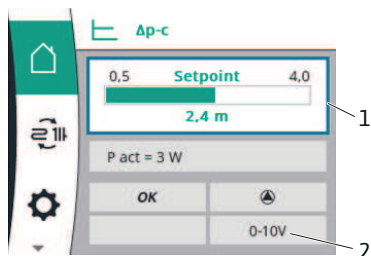 Δp-c
0,5 Setpoint 4,0
2,4 m
1
P act = 3 W
OK
0-10V
2